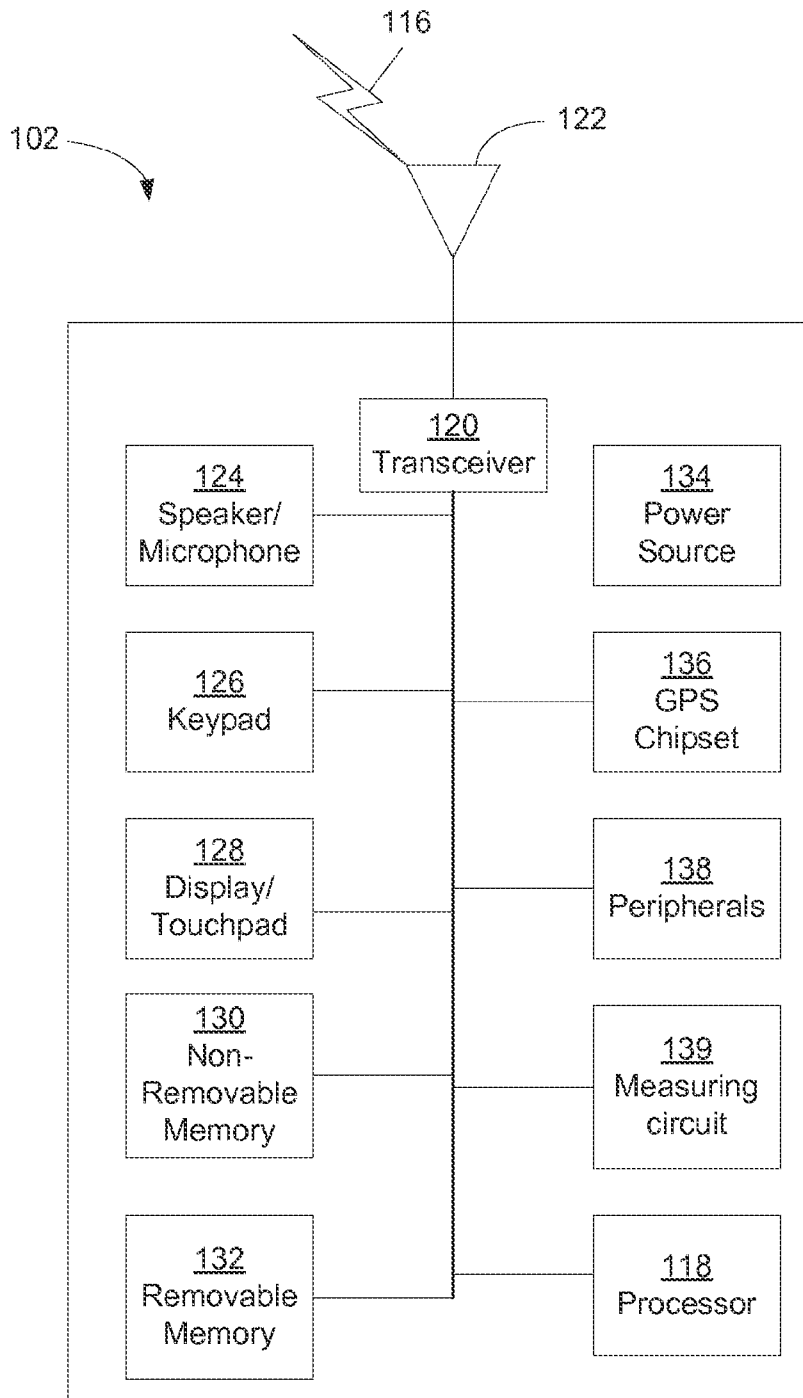 116
122
102
120
Transceiver
124
Speaker/
Microphone
134
Power
Source
126
Keypad
136
GPS
Chipset
128
Display/
Touchpad
138
Peripherals
130
Non-
Removable
Memory
139
Measuring
circuit
132
Removable
Memory
118
Processor